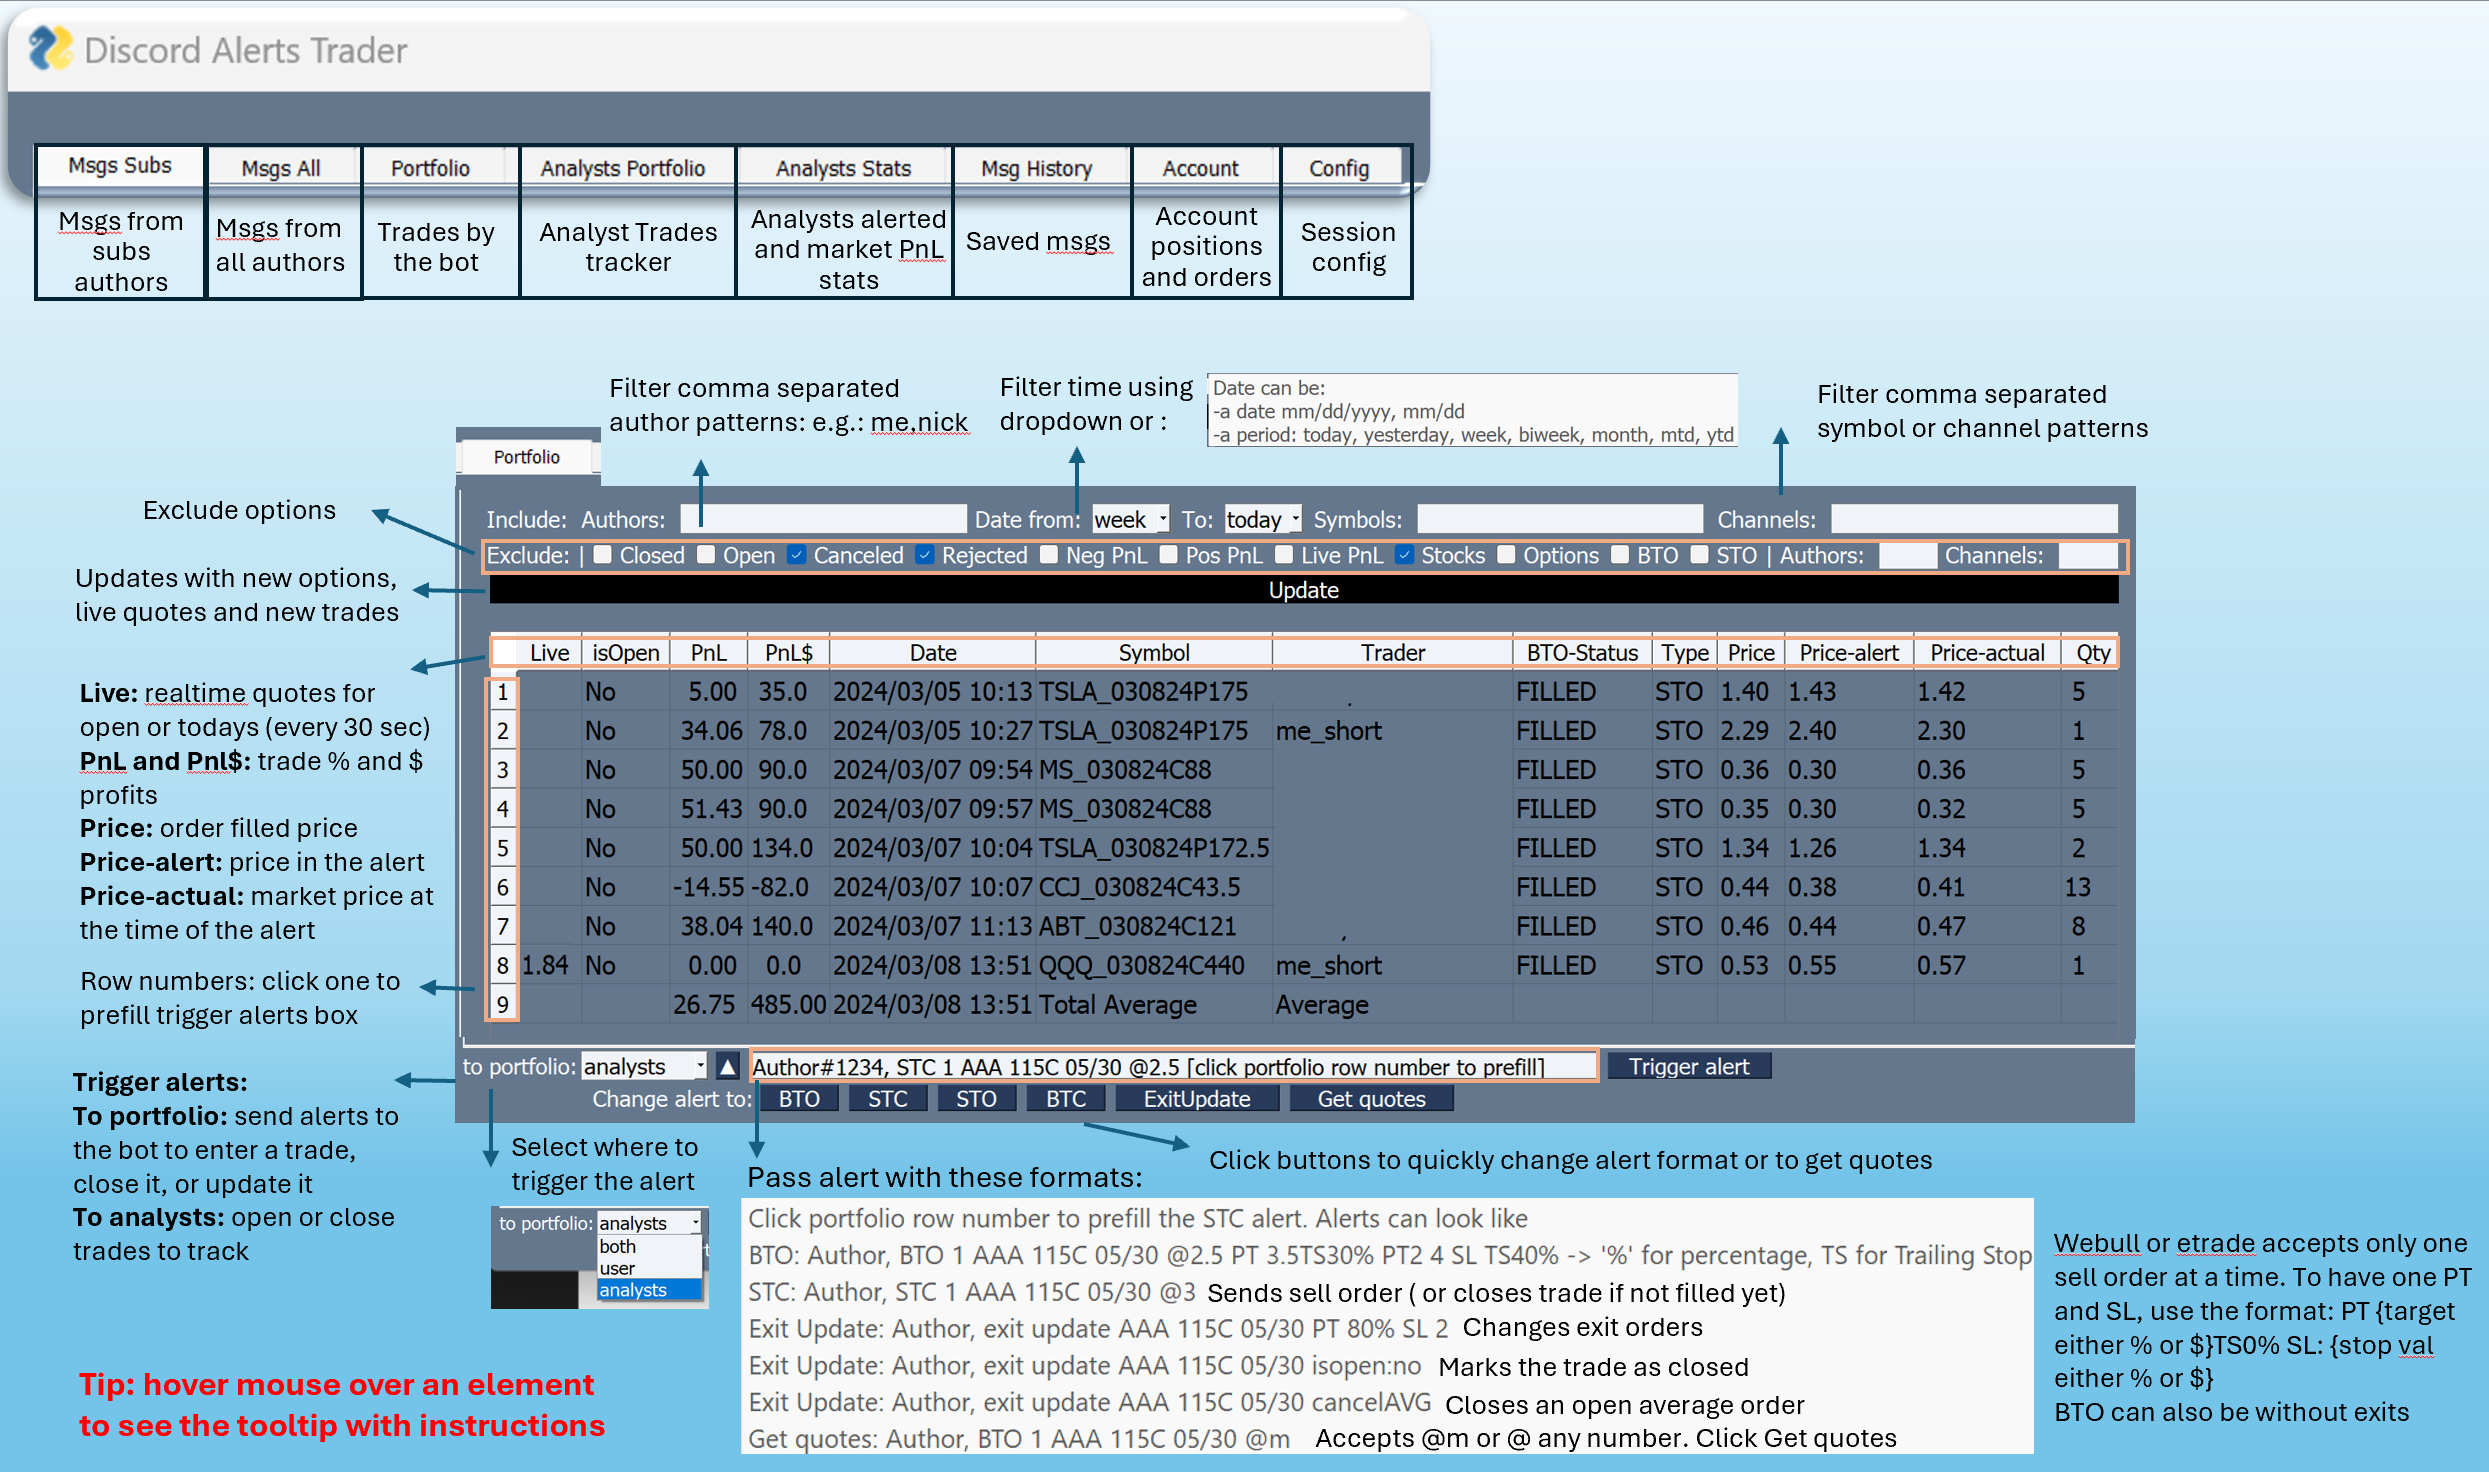 Discord Alerts Trader
Msgs Subs
Msgs All
Portfolio
Analysts Portfolio
Analysts Stats
Msg History
Account
Config
Msgs from
subs
authors
Msgs from
all authors
Trades by
the bot
Analyst Trades
tracker
Analysts alerted
and market PnL
stats
Saved msgs
Account
positions
and orders
Session
config
Filter comma separated
author patterns: e.g.: me,nick
Filter time using
dropdown or :
Date can be:
-a date mm/dd/yyyy, mm/dd
-a period: today, yesterday, week, biweek, month, mtd, ytd
Filter comma separated
symbol or channel patterns
Portfolio
Exclude options
Include: Authors: Date from: week To: today Symbols: Channels:
Exclude: | Closed Open Canceled Rejected Neg PnL Pos PnL Live PnL Stocks Options BTO STO | Authors: Channels:
Updates with new options,
live quotes and new trades
Update
Live isOpen PnL PnL$ Date Symbol Trader BTO-Status Type Price Price-alert Price-actual Qty
1 No 5.00 35.0 2024/03/05 10:13 TSLA_030824P175 FILLED STO 1.40 1.43 1.42 5
2 No 34.06 78.0 2024/03/05 10:27 TSLA_030824P175 me_short FILLED STO 2.29 2.40 2.30 1
3 No 50.00 90.0 2024/03/07 09:54 MS_030824C88 FILLED STO 0.36 0.30 0.36 5
4 No 51.43 90.0 2024/03/07 09:57 MS_030824C88 FILLED STO 0.35 0.30 0.32 5
5 No 50.00 134.0 2024/03/07 10:04 TSLA_030824P172.5 FILLED STO 1.34 1.26 1.34 2
6 No -14.55 -82.0 2024/03/07 10:07 CCJ_030824C43.5 FILLED STO 0.44 0.38 0.41 13
7 No 38.04 140.0 2024/03/07 11:13 ABT_030824C121 FILLED STO 0.46 0.44 0.47 8
8 1.84 No 0.00 0.0 2024/03/08 13:51 QQQ_030824C440 me_short FILLED STO 0.53 0.55 0.57 1
9 26.75 485.00 2024/03/08 13:51 Total Average Average
Live: realtime quotes for
open or todays (every 30 sec)
PnL and Pnl$: trade % and $
profits
Price: order filled price
Price-alert: price in the alert
Price-actual: market price at
the time of the alert
Row numbers: click one to
prefill trigger alerts box
to portfolio: analysts ▲ Author#1234, STC 1 AAA 115C 05/30 @2.5 [click portfolio row number to prefill] Trigger alert
Change alert to: BTO STC STO BTC ExitUpdate Get quotes
Trigger alerts:
To portfolio: send alerts to
the bot to enter a trade,
close it, or update it
To analysts: open or close
trades to track
Select where to
trigger the alert
to portfolio: analysts
both
user
analysts
Click buttons to quickly change alert format or to get quotes
Pass alert with these formats:
Click portfolio row number to prefill the STC alert. Alerts can look like
BTO: Author, BTO 1 AAA 115C 05/30 @2.5 PT 3.5TS30% PT2 4 SL TS40% -> '%' for percentage, TS for Trailing Stop
STC: Author, STC 1 AAA 115C 05/30 @3 Sends sell order ( or closes trade if not filled yet)
Exit Update: Author, exit update AAA 115C 05/30 PT 80% SL 2 Changes exit orders
Exit Update: Author, exit update AAA 115C 05/30 isopen:no Marks the trade as closed
Exit Update: Author, exit update AAA 115C 05/30 cancelAVG Closes an open average order
Get quotes: Author, BTO 1 AAA 115C 05/30 @m Accepts @m or @ any number. Click Get quotes
Webull or etrade accepts only one
sell order at a time. To have one PT
and SL, use the format: PT {target
either % or $}TS0% SL: {stop val
either % or $}
BTO can also be without exits
Tip: hover mouse over an element
to see the tooltip with instructions